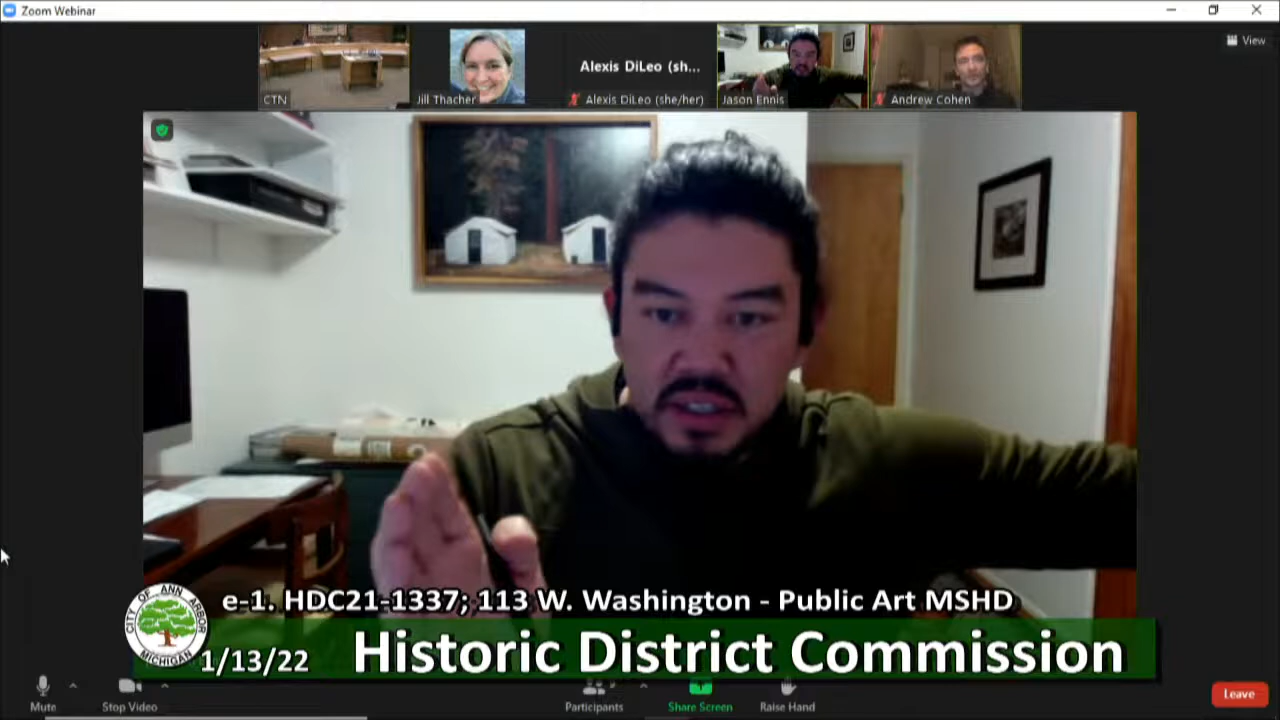 Zoom Webinar
View
Alexis DiLeo (sh...
CTN
Jill Thacher
Alexis DiLeo (she/her)
Jason Ennis
Andrew Cohen
CITY OF ANN ARBOR
MICHIGAN
e-1. HDC21-1337; 113 W. Washington - Public Art MSHD
1/13/22
Historic District Commission
Mute
Stop Video
Participants
Share Screen
Raise Hand
Leave